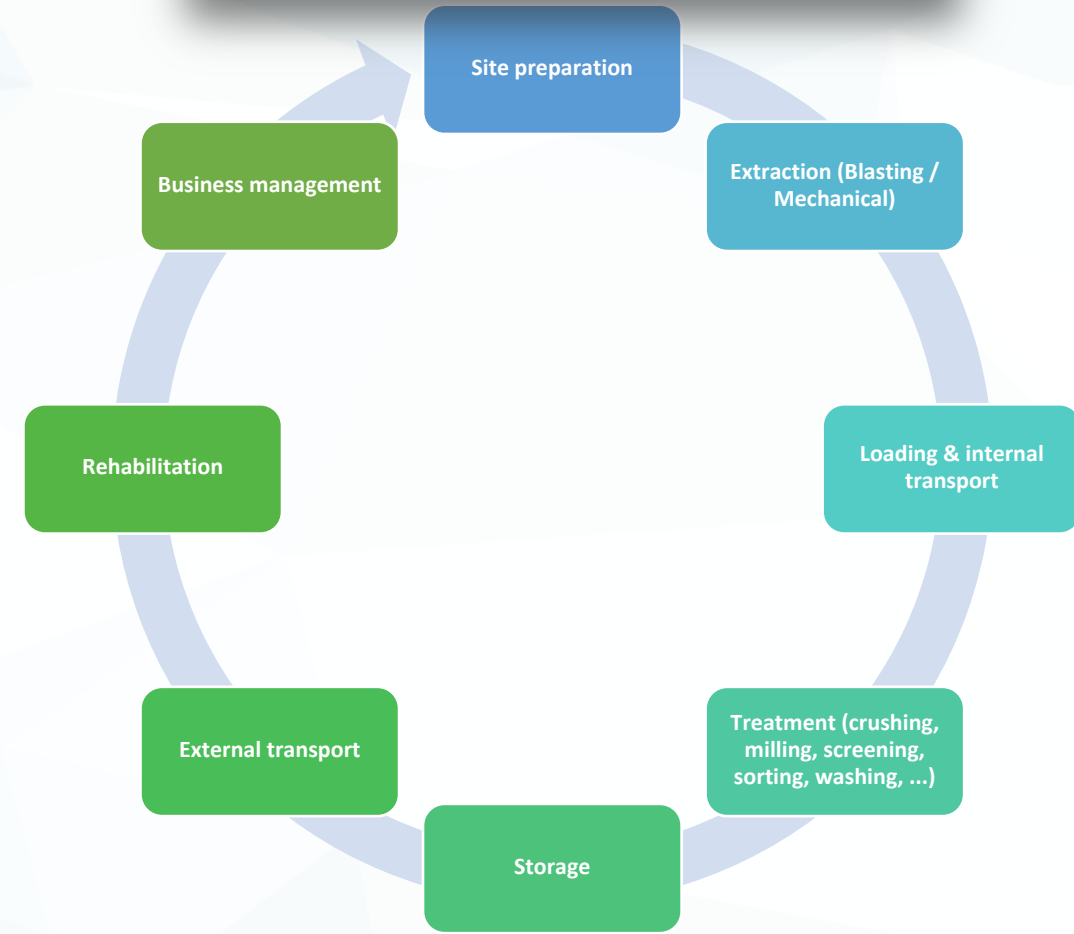 Site preparation
Extraction (Blasting /
Mechanical)
Loading & internal
transport
Treatment (crushing,
milling, screening,
sorting, washing, ...)
Storage
External transport
Rehabilitation
Business management